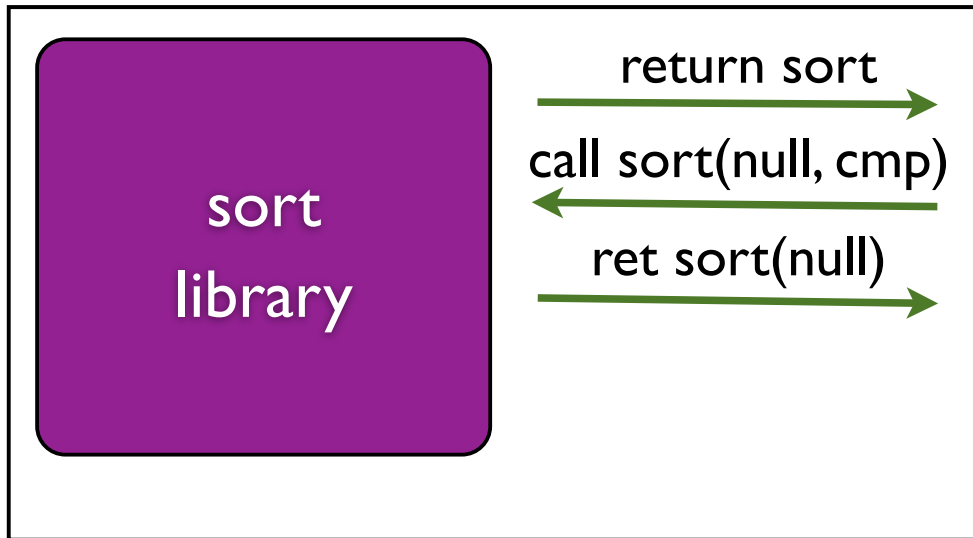 sort
library
return sort
call sort(null, cmp)
ret sort(null)